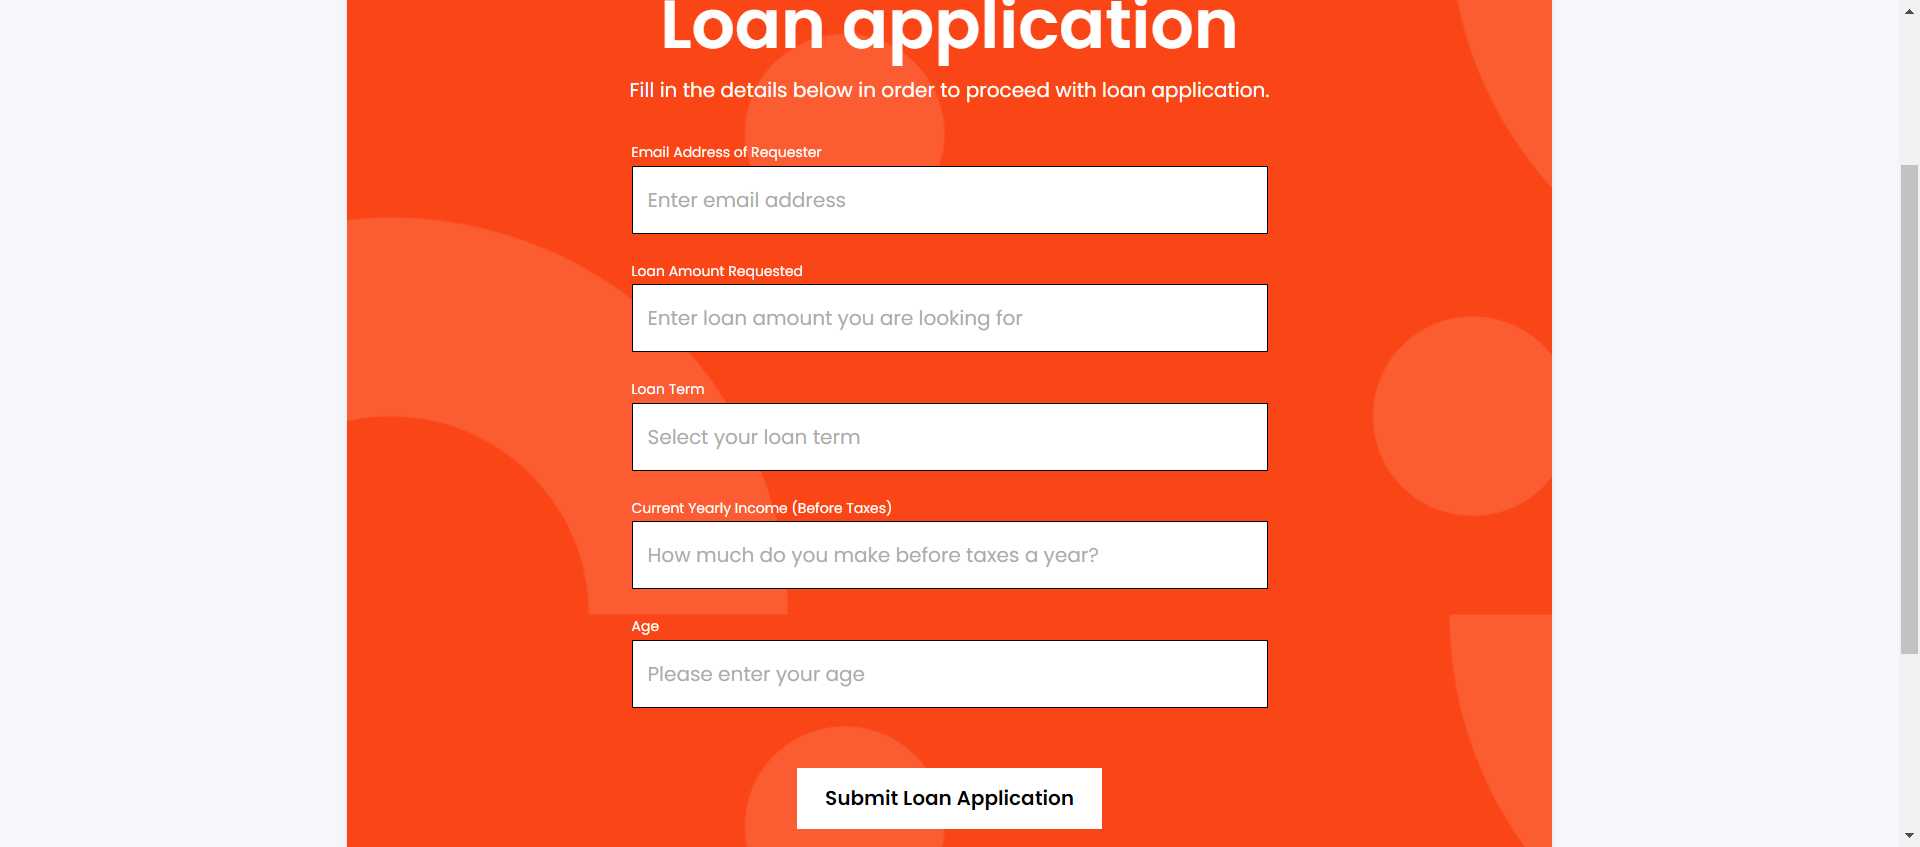 Loan application
Fill in the details below in order to proceed with loan application.
Email Address of Requester
Enter email address
Loan Amount Requested
Enter loan amount you are looking for
Loan Term
Select your loan term
Current Yearly Income (Before Taxes)
How much do you make before taxes a year?
Age
Please enter your age
Submit Loan Application